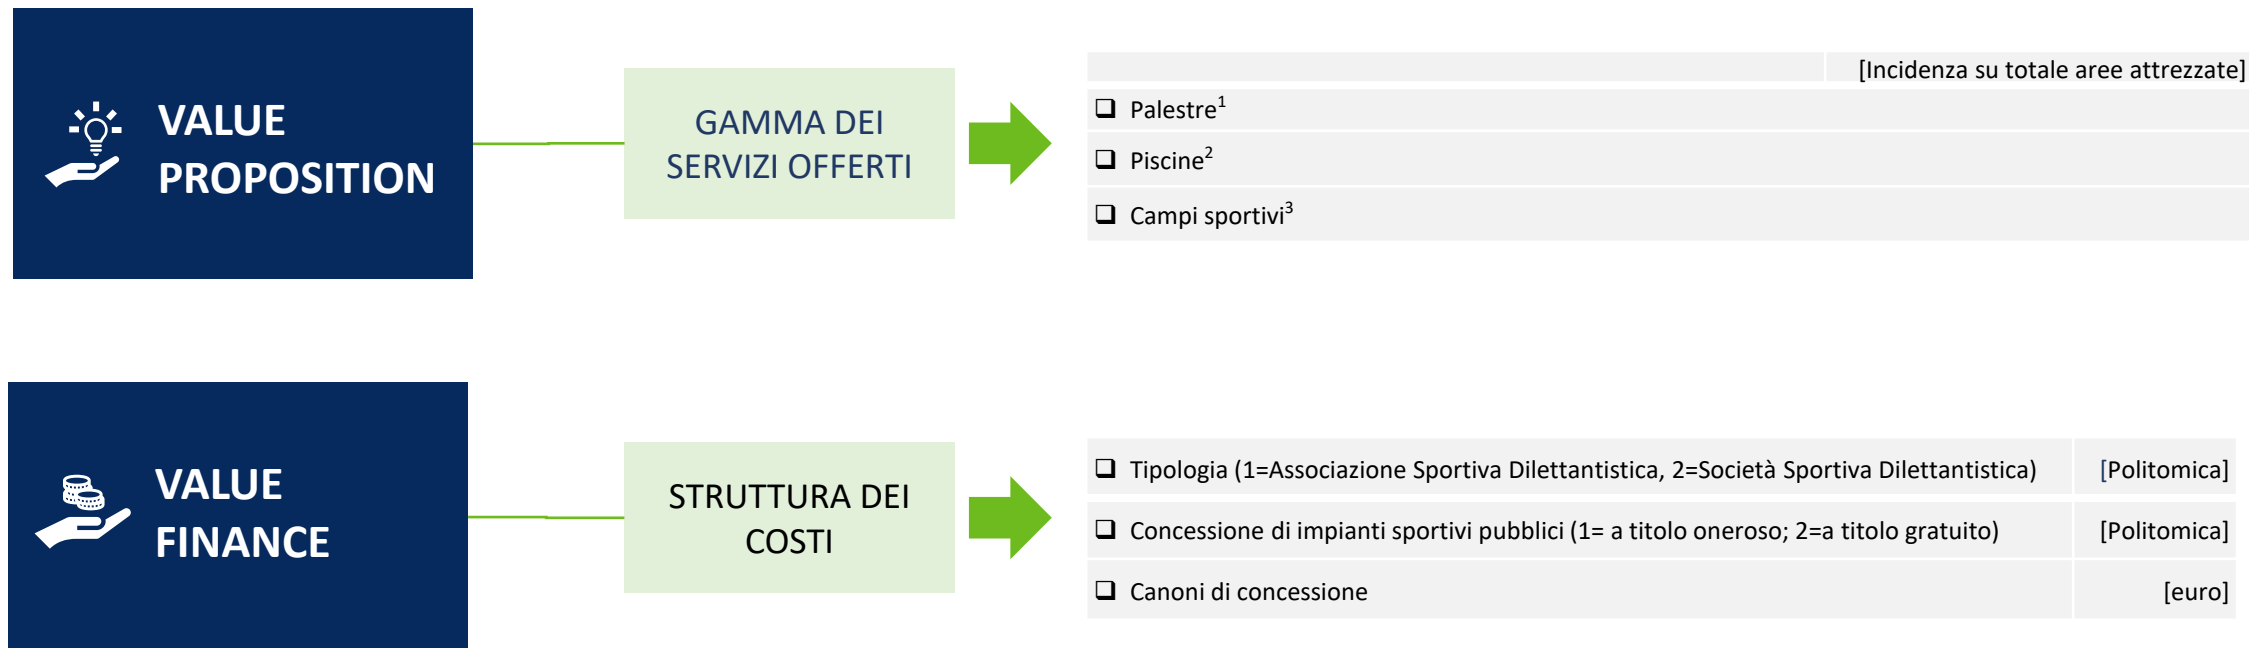 VALUE
PROPOSITION
GAMMA DEI
SERVIZI OFFERTI
[Incidenza su totale aree attrezzate]
❑ Palestre¹
❑ Piscine²
❑ Campi sportivi³
VALUE
FINANCE
STRUTTURA DEI
COSTI
❑ Tipologia (1=Associazione Sportiva Dilettantistica, 2=Società Sportiva Dilettantistica) [Politomica]
❑ Concessione di impianti sportivi pubblici (1= a titolo oneroso; 2=a titolo gratuito) [Politomica]
❑ Canoni di concessione [euro]